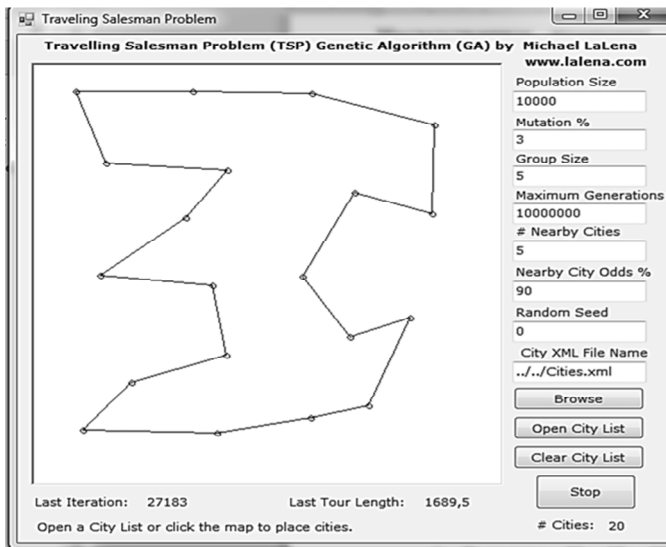 Traveling Salesman Problem
Travelling Salesman Problem (TSP) Genetic Algorithm (GA) by Michael LaLena
www.lalena.com
Population Size
10000
Mutation %
3
Group Size
5
Maximum Generations
10000000
# Nearby Cities
5
Nearby City Odds %
90
Random Seed
0
City XML File Name
../../Cities.xml
Browse
Open City List
Clear City List
Stop
# Cities: 20
Last Iteration: 27183 Last Tour Length: 1689,5
Open a City List or click the map to place cities.